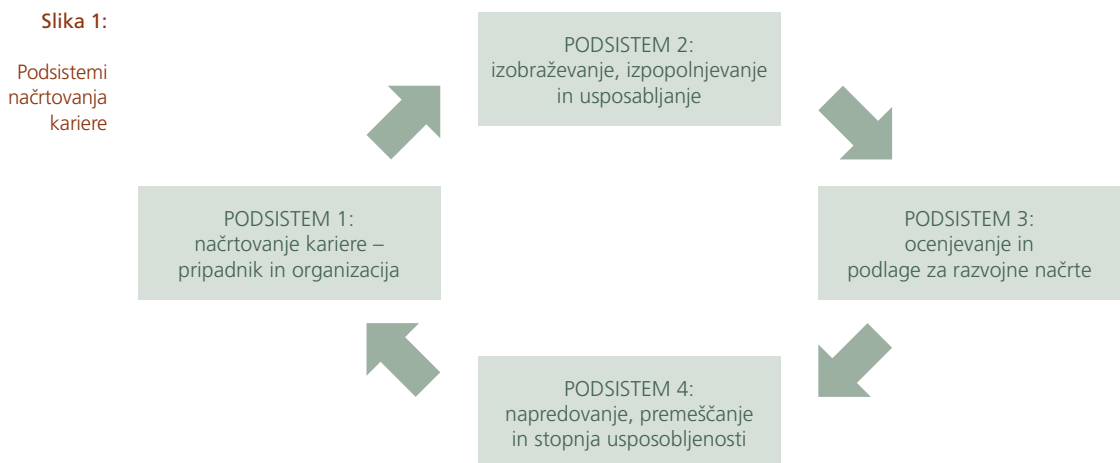 Slika 1:
Podsistemi
načrtovanja
kariere
PODSISTEM 1:
načrtovanje kariere –
pripadnik in organizacija
PODSISTEM 2:
izobraževanje, izpopolnjevanje
in usposabljanje
PODSISTEM 3:
ocenjevanje in
podlage za razvojne načrte
PODSISTEM 4:
napredovanje, premeščanje
in stopnja usposobljenosti